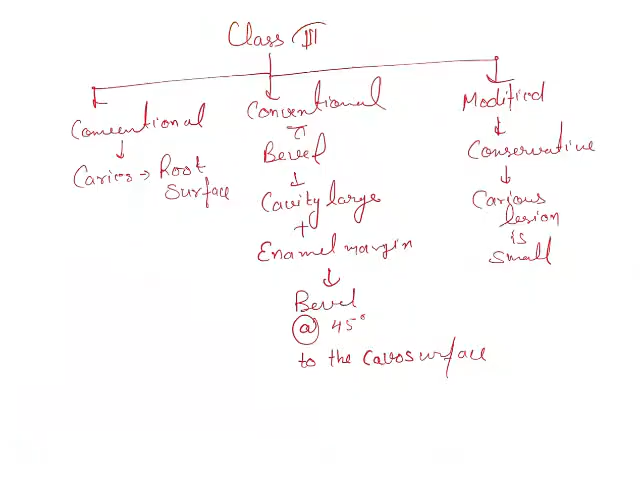 Class III
Conventional
Caries → Root
Surface
Conventional
Bevel
Cavity large
+
Enamel margin
Bevel
@ 45°
to the Cavosurface
Modified
Conservative
Carious
lesion
is
small